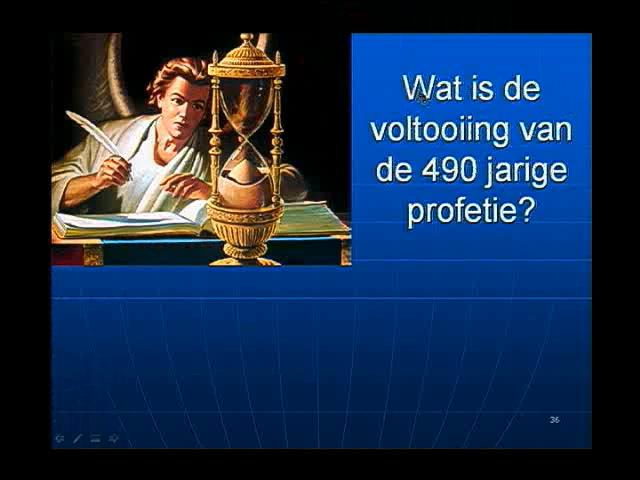 Wat is de
voltooiing van
de 490 jarige
profetie?
36